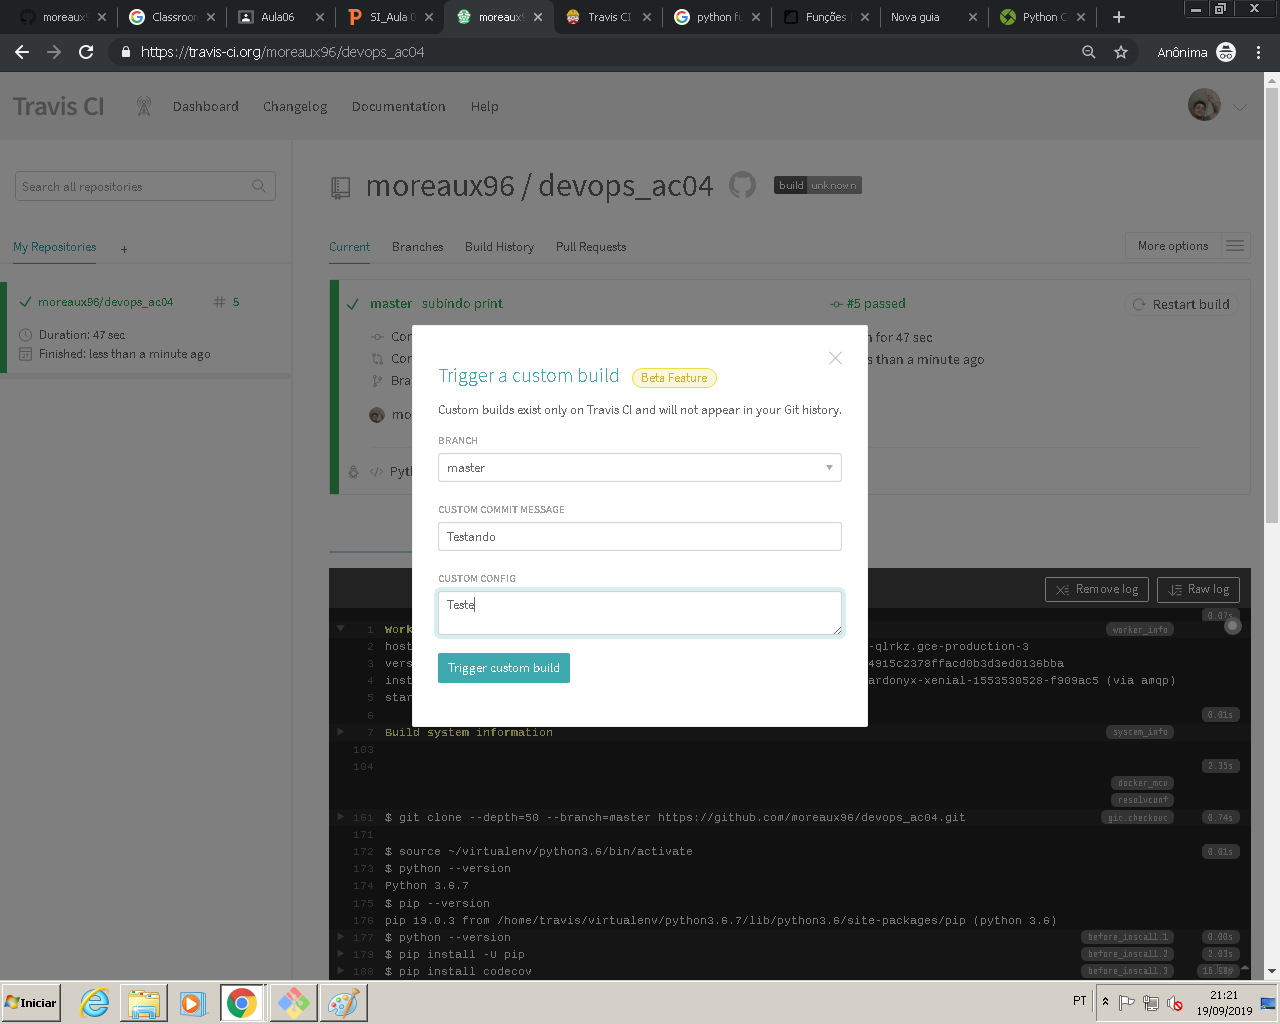 moreaux9
Classroom
Aula06
SI_Aula 0
moreaux9
Travis CI
python fu
Funções
Nova guia
Python C
https://travis-ci.org/moreaux96/devops_ac04
Anônima
Travis CI
Dashboard
Changelog
Documentation
Help
Search all repositories
moreaux96 / devops_ac04
build unknown
My Repositories +
Current
Branches
Build History
Pull Requests
More options
moreaux96/devops_ac04
# 5
Duration: 47 sec
Finished: less than a minute ago
master subindo print
#5 passed
Restart build
Cor
n for 47 sec
Cor
s than a minute ago
Bra
mo
Pyt
Trigger a custom build
Beta Feature
Custom builds exist only on Travis CI and will not appear in your Git history.
BRANCH
master
CUSTOM COMMIT MESSAGE
Testando
CUSTOM CONFIG
Teste
Trigger custom build
Remove log
Raw log
0.07s
1 Work
worker_info
2 host
-qlrkz.gce-production-3
3 vers
4915c2378ffacd0b3d3ed0136bba
4 inst
ardonyx-xenial-1553530528-f909ac5 (via amqp)
5 star
6
0.01s
7 Build system information
system_info
103
104
2.35s
docker_mtu
resolvconf
161 $ git clone --depth=50 --branch=master https://github.com/moreaux96/devops_ac04.git
git.checkout
0.74s
171
172 $ source ~/virtualenv/python3.6/bin/activate
0.01s
173 $ python --version
174 Python 3.6.7
175 $ pip --version
176 pip 19.0.3 from /home/travis/virtualenv/python3.6.7/lib/python3.6/site-packages/pip (python 3.6)
177 $ python --version
before_install.1
0.00s
179 $ pip install -U pip
before_install.2
2.03s
188 $ pip install codecov
before_install.3
Iniciar
PT
21:21
19/09/2019